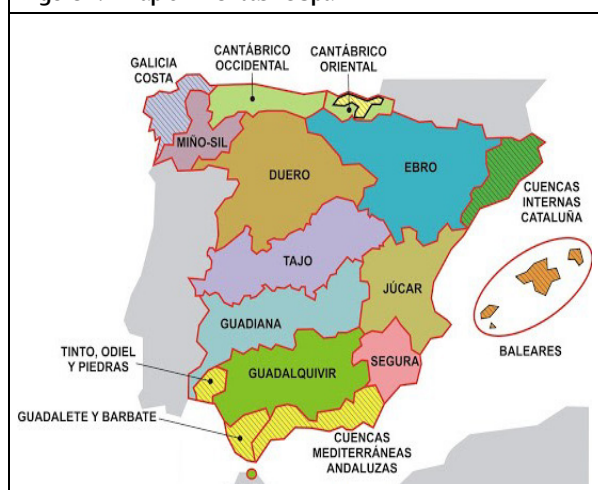 GALICIA
COSTA
CANTÁBRICO
OCCIDENTAL
CANTÁBRICO
ORIENTAL
MIÑO-SIL
DUERO
EBRO
CUENCAS
INTERNAS
CATALUÑA
TAJO
JÚCAR
BALEARES
GUADIANA
TINTO, ODIEL
Y PIEDRAS
GUADALQUIVIR
SEGURA
GUADALETE Y BARBATE
CUENCAS
MEDITERRÁNEAS
ANDALUZAS